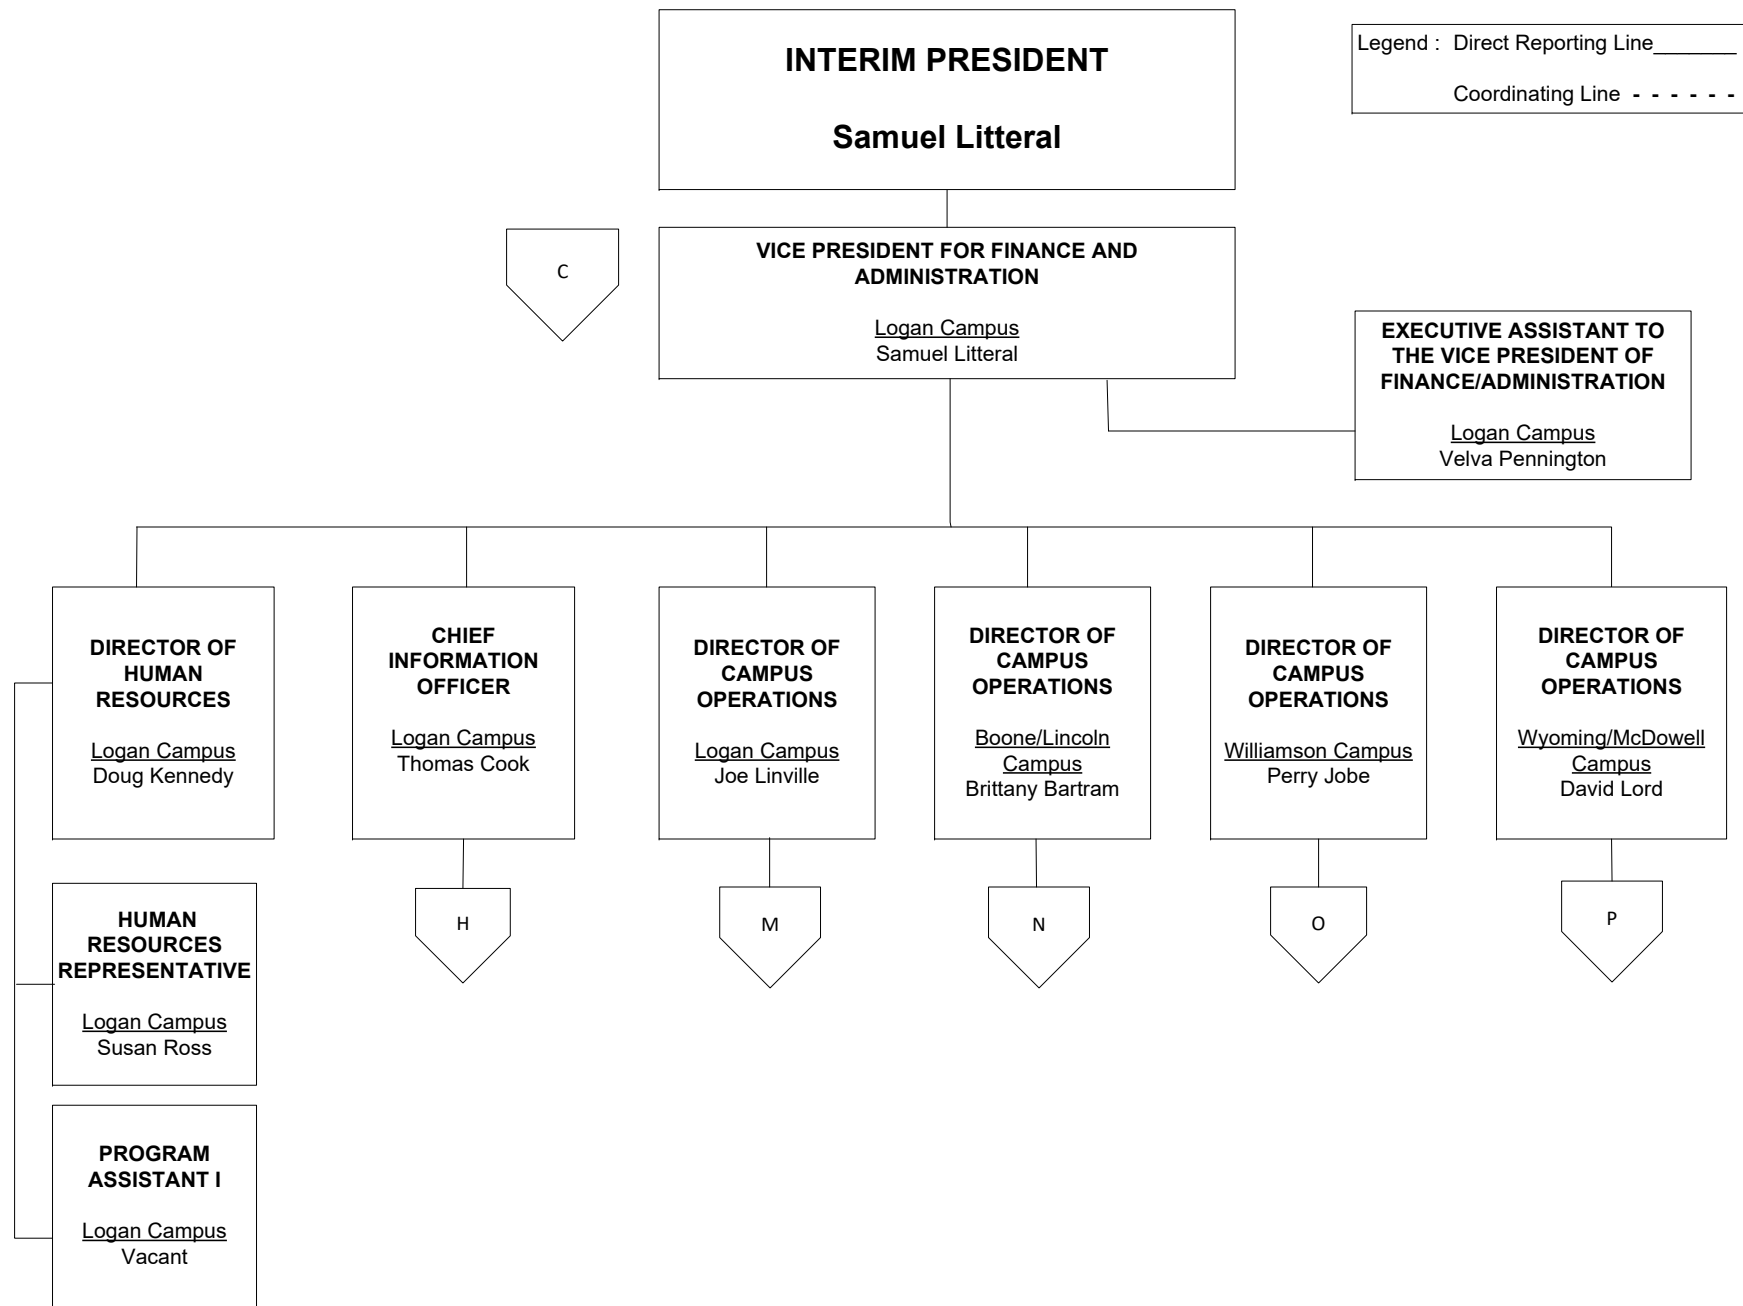 INTERIM PRESIDENT
Samuel Litteral
Legend : Direct Reporting Line_______
Coordinating Line - - - - - -
C
VICE PRESIDENT FOR FINANCE AND
ADMINISTRATION
Logan Campus
Samuel Litteral
EXECUTIVE ASSISTANT TO
THE VICE PRESIDENT OF
FINANCE/ADMINISTRATION
Logan Campus
Velva Pennington
DIRECTOR OF
HUMAN
RESOURCES
Logan Campus
Doug Kennedy
CHIEF
INFORMATION
OFFICER
Logan Campus
Thomas Cook
DIRECTOR OF
CAMPUS
OPERATIONS
Logan Campus
Joe Linville
DIRECTOR OF
CAMPUS
OPERATIONS
Boone/Lincoln
Campus
Brittany Bartram
DIRECTOR OF
CAMPUS
OPERATIONS
Williamson Campus
Perry Jobe
DIRECTOR OF
CAMPUS
OPERATIONS
Wyoming/McDowell
Campus
David Lord
H
M
N
O
P
HUMAN
RESOURCES
REPRESENTATIVE
Logan Campus
Susan Ross
PROGRAM
ASSISTANT I
Logan Campus
Vacant